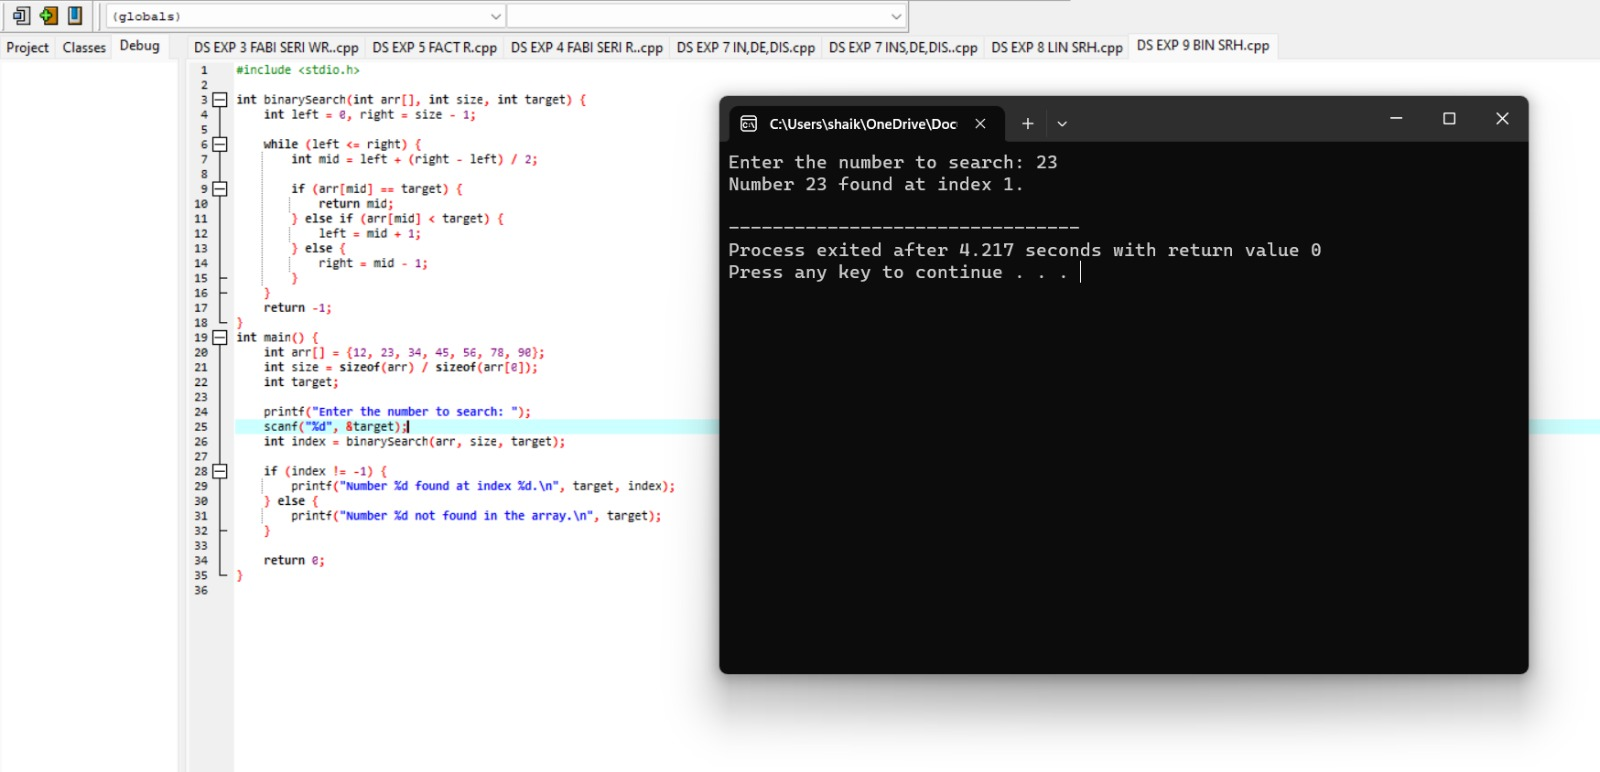 (globals)
Project Classes Debug
DS EXP 3 FABI SERI WR..cpp DS EXP 5 FACT R.cpp DS EXP 4 FABI SERI R..cpp DS EXP 7 IN,DE,DIS.cpp DS EXP 7 INS,DE,DIS..cpp DS EXP 8 LIN SRH.cpp DS EXP 9 BIN SRH.cpp
1 #include <stdio.h>
2
3 int binarySearch(int arr[], int size, int target) {
4 int left = 0, right = size - 1;
5
6 while (left <= right) {
7 int mid = left + (right - left) / 2;
8
9 if (arr[mid] == target) {
10 return mid;
11 } else if (arr[mid] < target) {
12 left = mid + 1;
13 } else {
14 right = mid - 1;
15 }
16 }
17 return -1;
18 }
19 int main() {
20 int arr[] = {12, 23, 34, 45, 56, 78, 90};
21 int size = sizeof(arr) / sizeof(arr[0]);
22 int target;
23
24 printf("Enter the number to search: ");
25 scanf("%d", &target);
26 int index = binarySearch(arr, size, target);
27
28 if (index != -1) {
29 printf("Number %d found at index %d.\n", target, index);
30 } else {
31 printf("Number %d not found in the array.\n", target);
32 }
33
34 return 0;
35 }
36
C:\Users\shaik\OneDrive\Doc
Enter the number to search: 23
Number 23 found at index 1.
--------------------------------
Process exited after 4.217 seconds with return value 0
Press any key to continue . . .